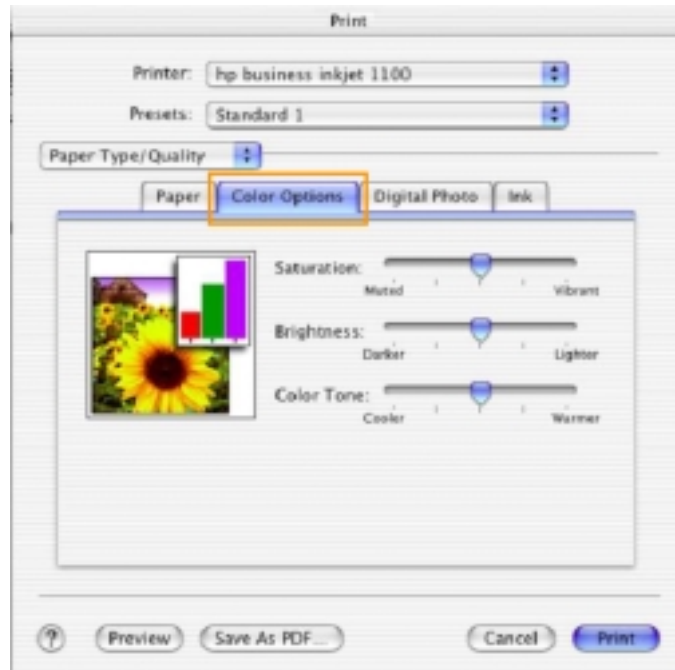 Print
Printer: hp business inkjet 1100
Presets: Standard 1
Paper Type/Quality
Paper Color Options Digital Photo Ink
Saturation:
Muted Vibrant
Brightness:
Darker Lighter
Color Tone:
Cooler Warmer
? Preview Save As PDF... Cancel Print